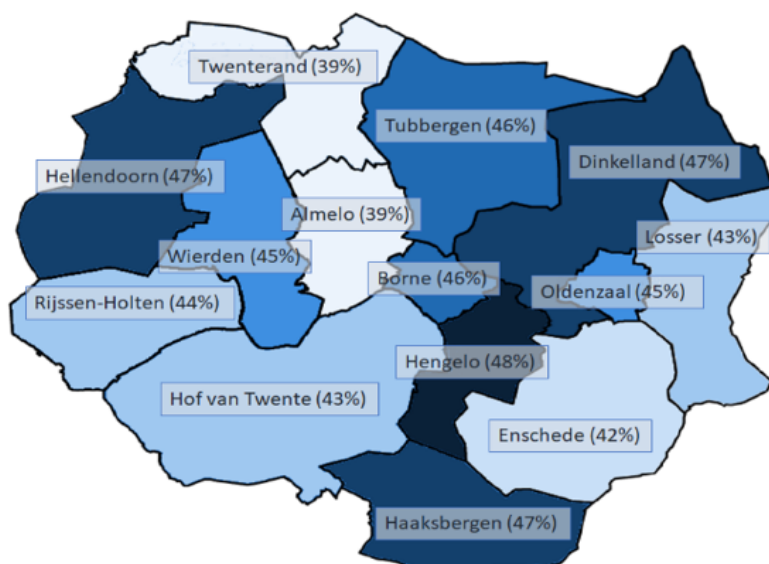 Twenterand (39%)
Tubbergen (46%)
Dinkelland (47%)
Hellendoorn (47%)
Almelo (39%)
Losser (43%)
Wierden (45%)
Borne (46%)
Oldenzaal (45%)
Rijssen-Holten (44%)
Hengelo (48%)
Hof van Twente (43%)
Enschede (42%)
Haaksbergen (47%)